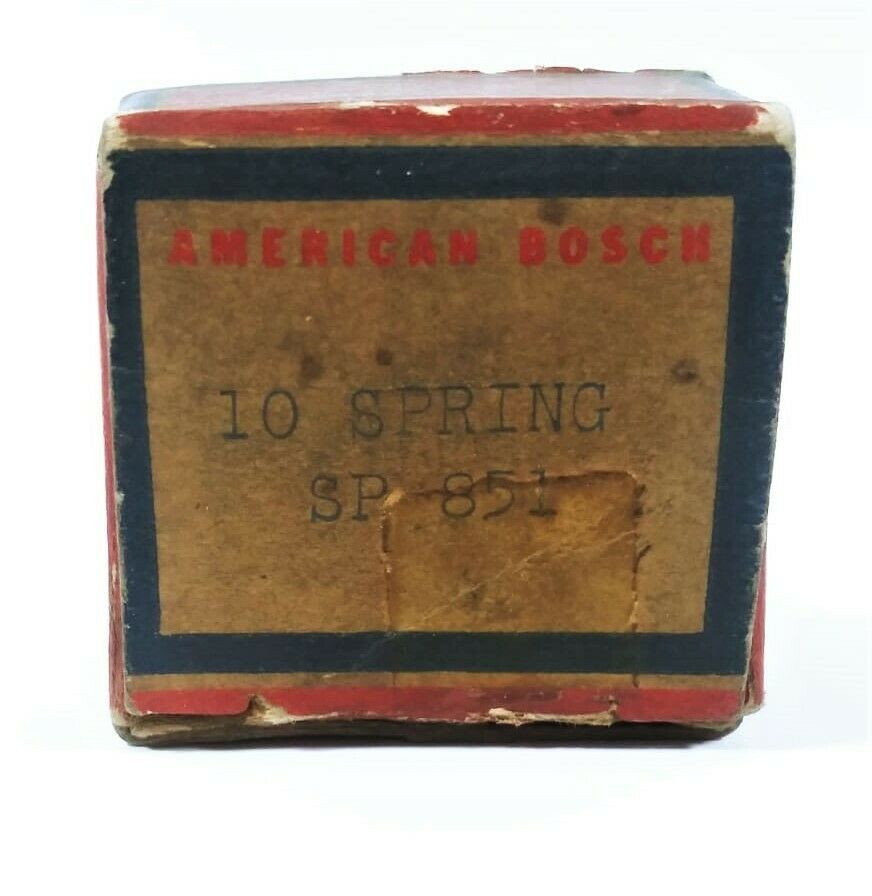 AMERICAN BOSCH
10 SPRING
SP 851